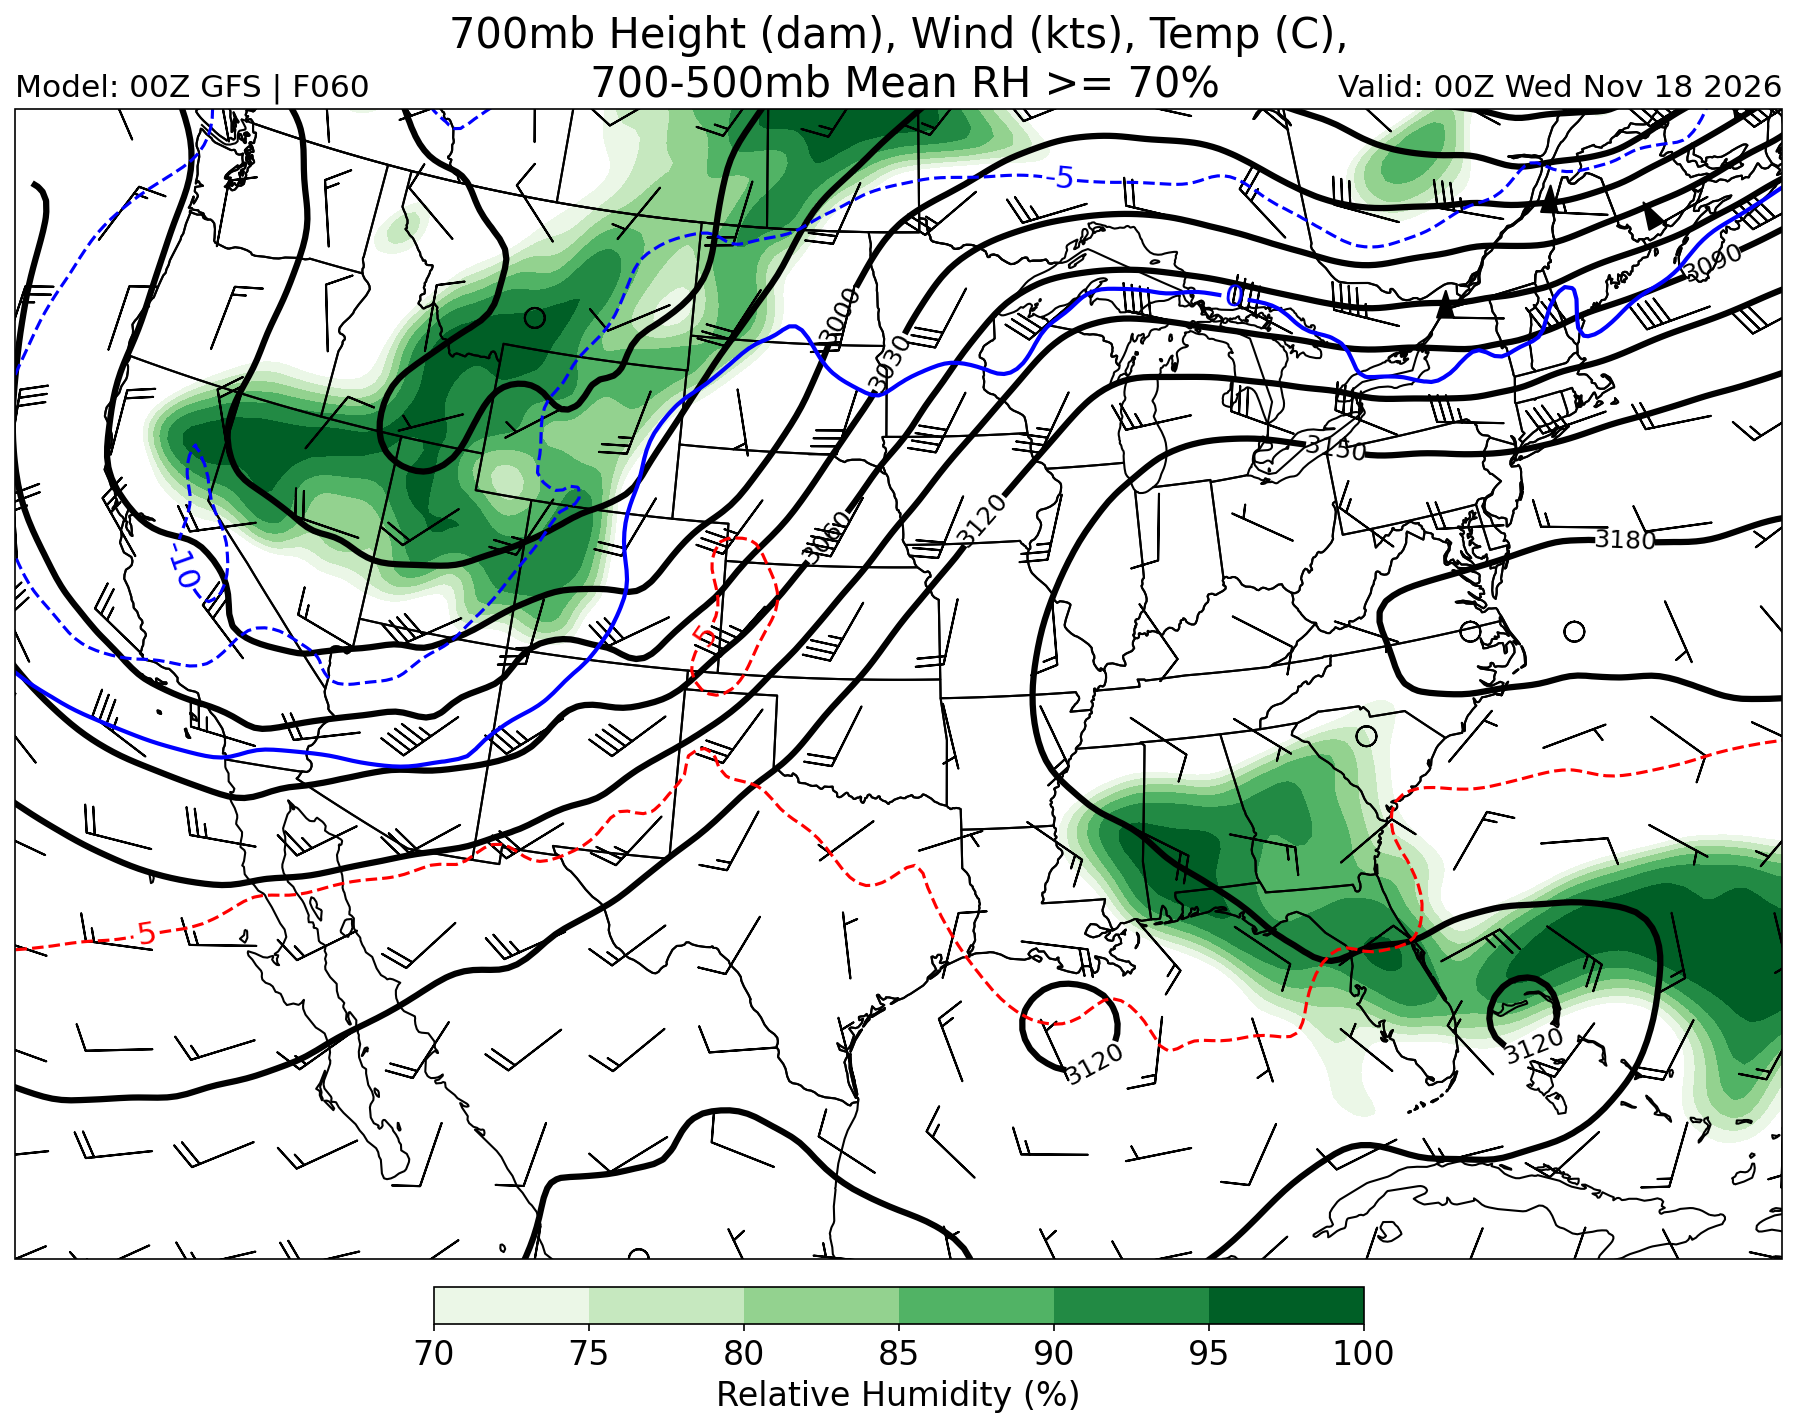 700mb Height (dam), Wind (kts), Temp (C),
700-500mb Mean RH >= 70%
Model: 00Z GFS | F060
Valid: 00Z Wed Nov 18 2026
5
0
3090
3000
3030
3150
3120
3060
3180
-10
5
5
3120
3120
70 75 80 85 90 95 100
Relative Humidity (%)